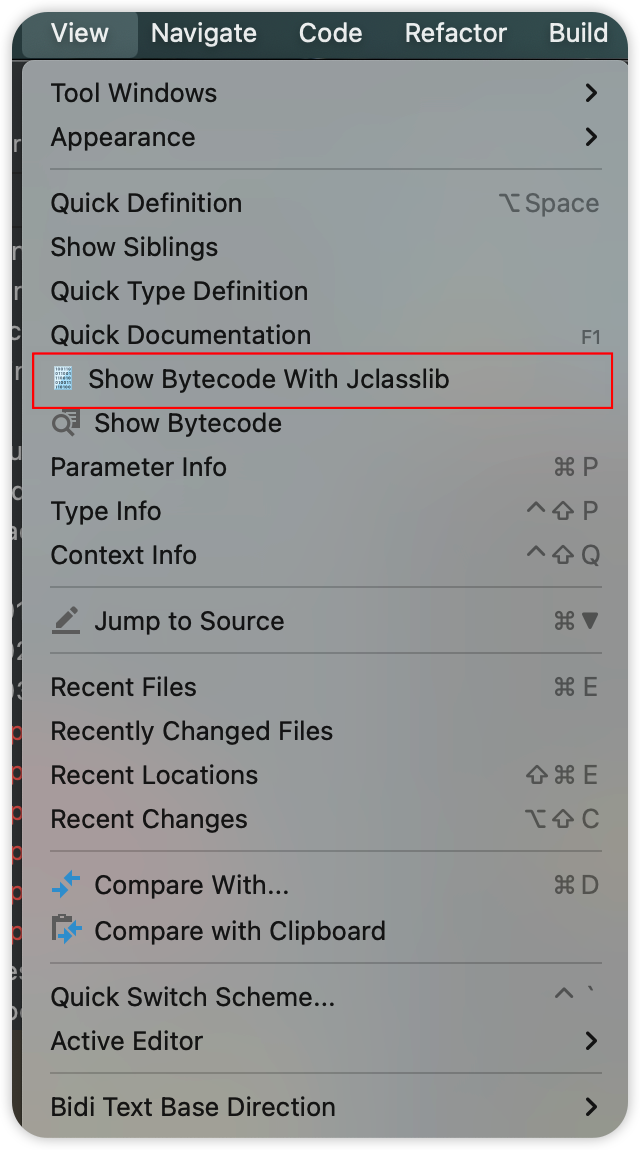 View Navigate Code Refactor Build
Tool Windows
Appearance
Quick Definition ⌥Space
Show Siblings
Quick Type Definition
Quick Documentation F1
Show Bytecode With Jclasslib
Show Bytecode
Parameter Info ⌘ P
Type Info ^⇧ P
Context Info ^⇧ Q
Jump to Source ⌘▼
Recent Files ⌘ E
Recently Changed Files
Recent Locations ⇧⌘ E
Recent Changes ⌥⇧ C
Compare With... ⌘ D
Compare with Clipboard
Quick Switch Scheme... ^ `
Active Editor
Bidi Text Base Direction